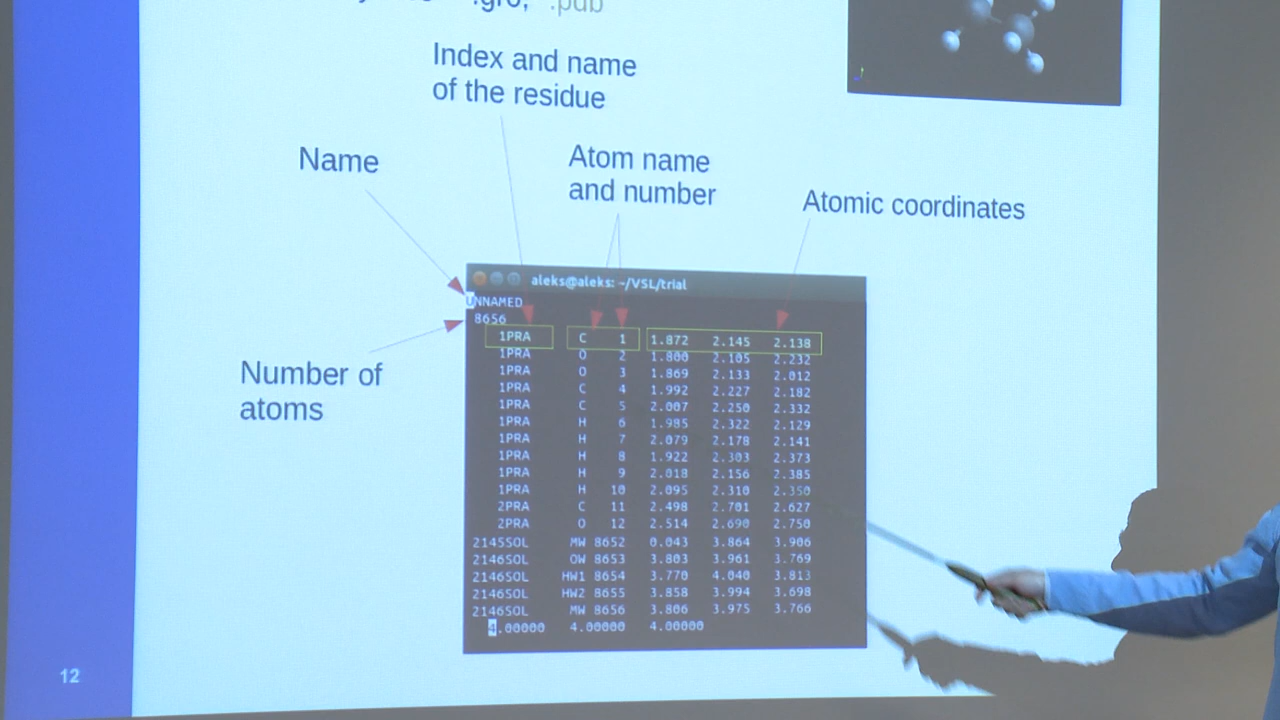 .gro, .pub
Index and name
of the residue
Name
Atom name
and number
Atomic coordinates
Number of
atoms
aleks@aleks: ~/VSL/trial
UNNAMED
8656
1PRA C 1 1.872 2.145 2.138
1PRA O 2 1.800 2.105 2.232
1PRA O 3 1.869 2.133 2.012
1PRA C 4 1.992 2.227 2.182
1PRA C 5 2.007 2.250 2.332
1PRA H 6 1.985 2.322 2.129
1PRA H 7 2.079 2.178 2.141
1PRA H 8 1.922 2.303 2.373
1PRA H 9 2.018 2.156 2.385
1PRA H 10 2.095 2.310 2.350
2PRA C 11 2.498 2.701 2.627
2PRA O 12 2.514 2.690 2.750
2145SOL MW 8652 0.043 3.864 3.906
2146SOL OW 8653 3.803 3.961 3.769
2146SOL HW1 8654 3.770 4.040 3.813
2146SOL HW2 8655 3.858 3.994 3.698
2146SOL MW 8656 3.806 3.975 3.766
4.00000 4.00000 4.00000
12